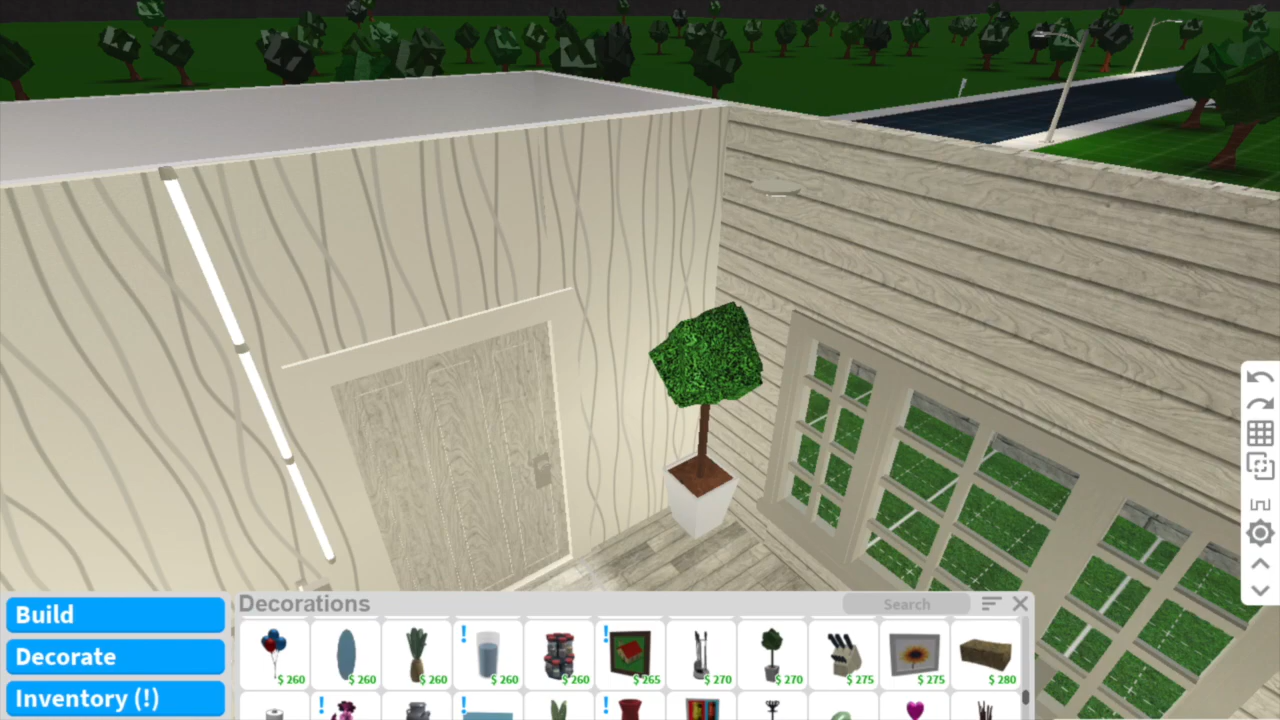 Build
Decorate
Inventory (!)
Decorations
Search
! !
$ 260 $ 260 $ 260 $ 260 $ 260 $ 265 $ 270 $ 270 $ 275 $ 275 $ 280
! ! !